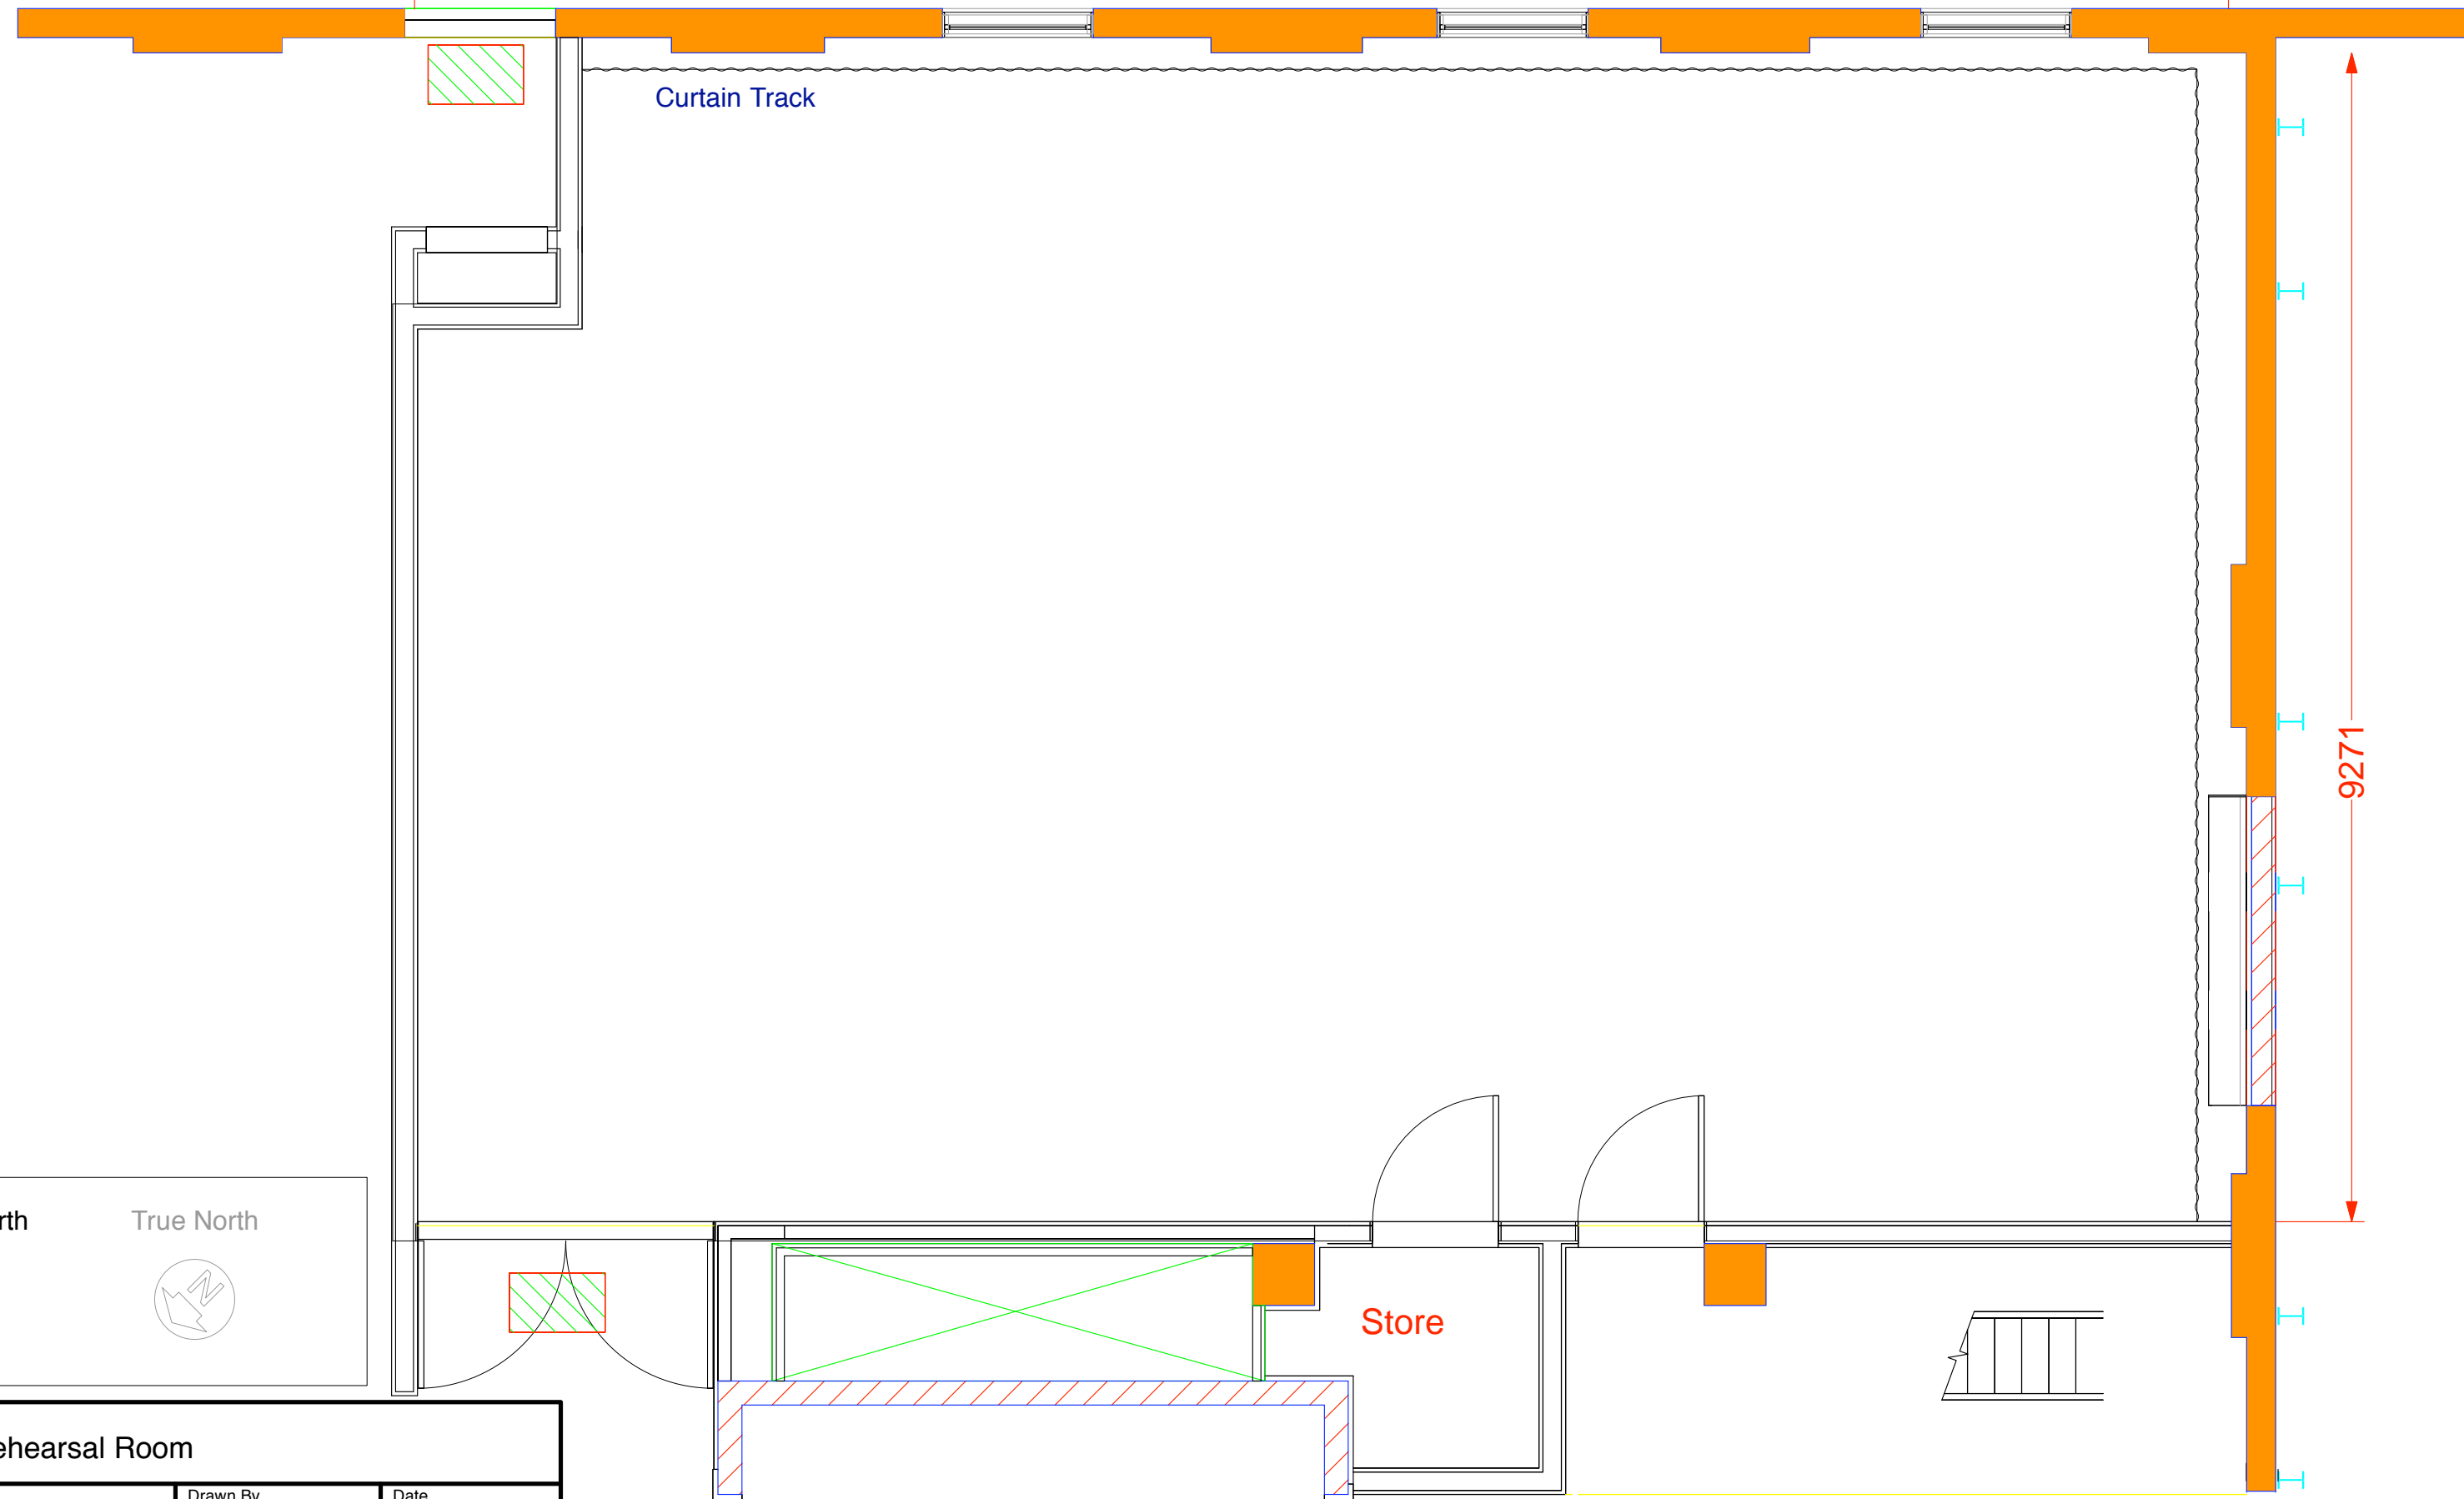 Curtain Track
9271
rth
True North
N
Store
ehearsal Room
Drawn By
Date